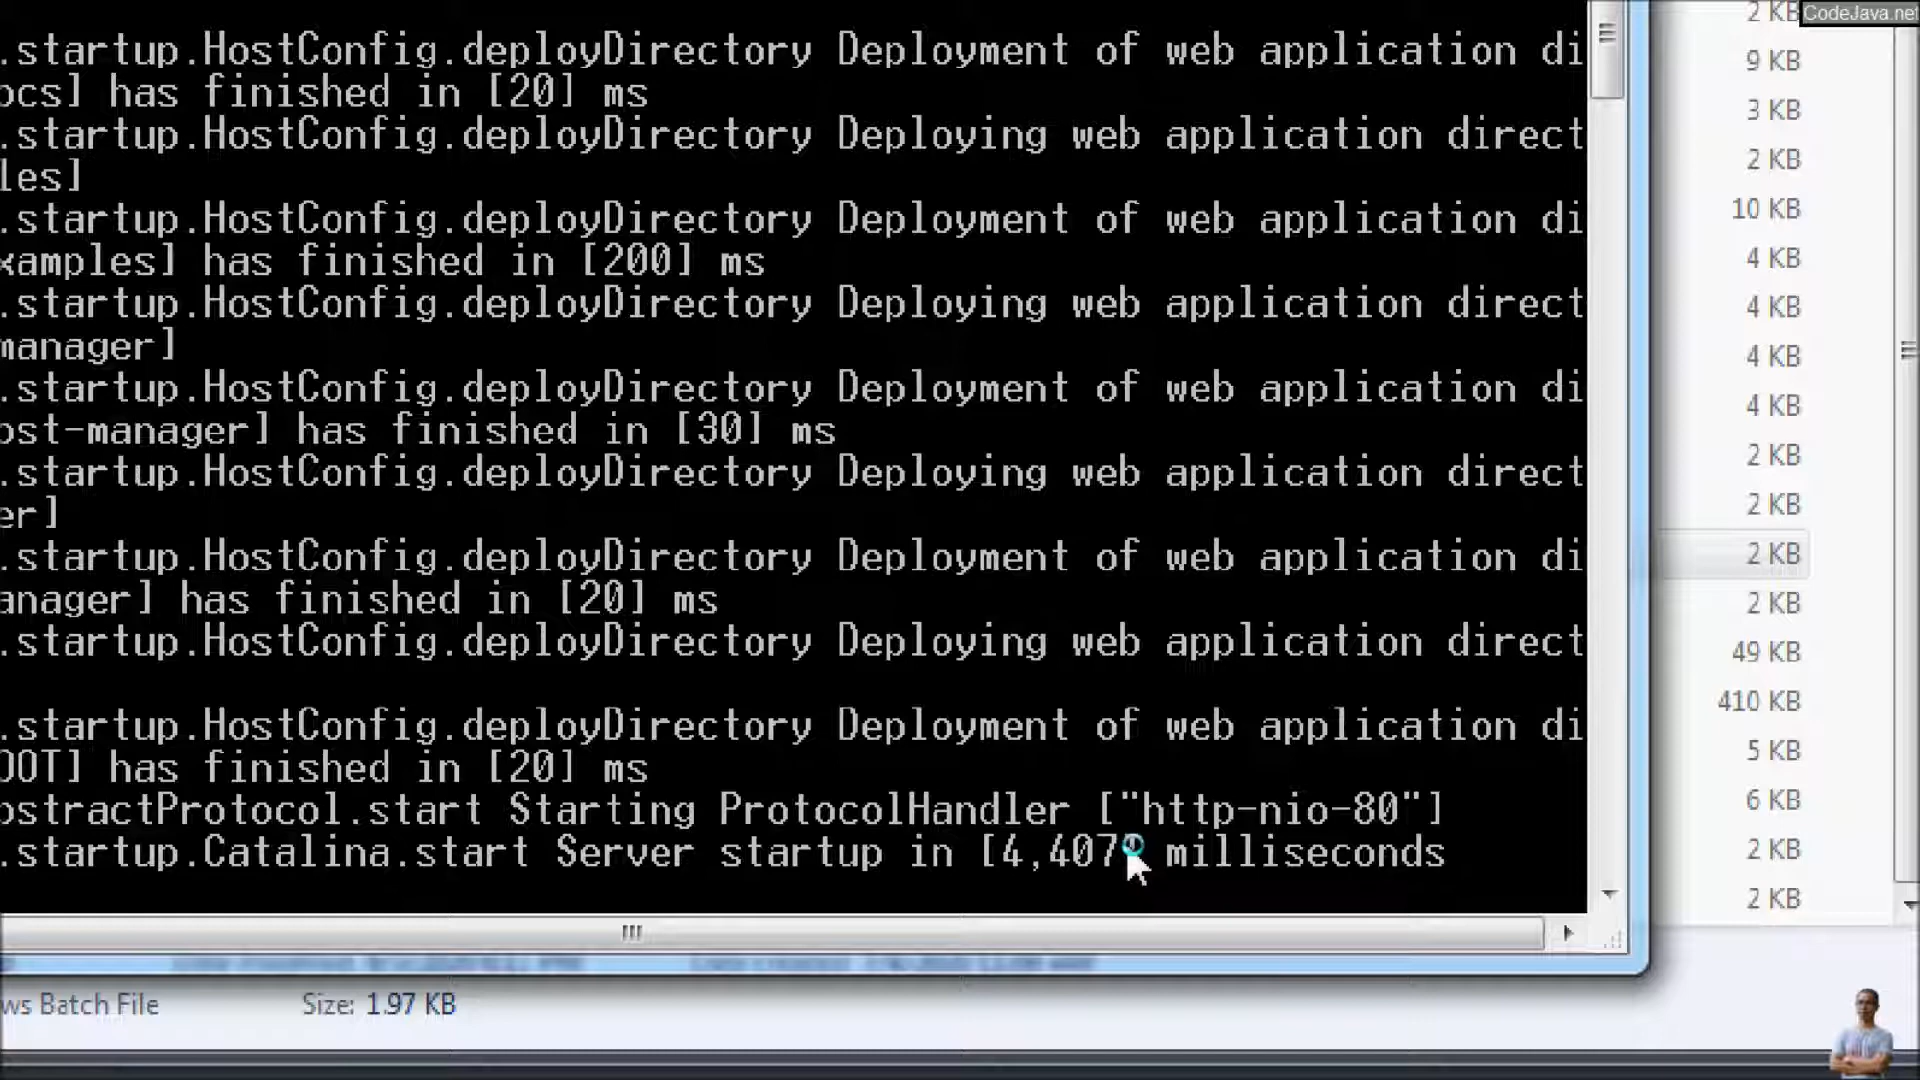 CodeJava.net
.startup.HostConfig.deployDirectory Deployment of web application di
ocs] has finished in [20] ms
.startup.HostConfig.deployDirectory Deploying web application direct
les]
.startup.HostConfig.deployDirectory Deployment of web application di
xamples] has finished in [200] ms
.startup.HostConfig.deployDirectory Deploying web application direct
manager]
.startup.HostConfig.deployDirectory Deployment of web application di
ost-manager] has finished in [30] ms
.startup.HostConfig.deployDirectory Deploying web application direct
er]
.startup.HostConfig.deployDirectory Deployment of web application di
anager] has finished in [20] ms
.startup.HostConfig.deployDirectory Deploying web application direct
.startup.HostConfig.deployDirectory Deployment of web application di
OOT] has finished in [20] ms
bstractProtocol.start Starting ProtocolHandler ["http-nio-80"]
.startup.Catalina.start Server startup in [4,407 milliseconds
2 KB
9 KB
3 KB
2 KB
10 KB
4 KB
4 KB
4 KB
4 KB
2 KB
2 KB
2 KB
2 KB
49 KB
410 KB
5 KB
6 KB
2 KB
2 KB
ws Batch File Size: 1.97 KB